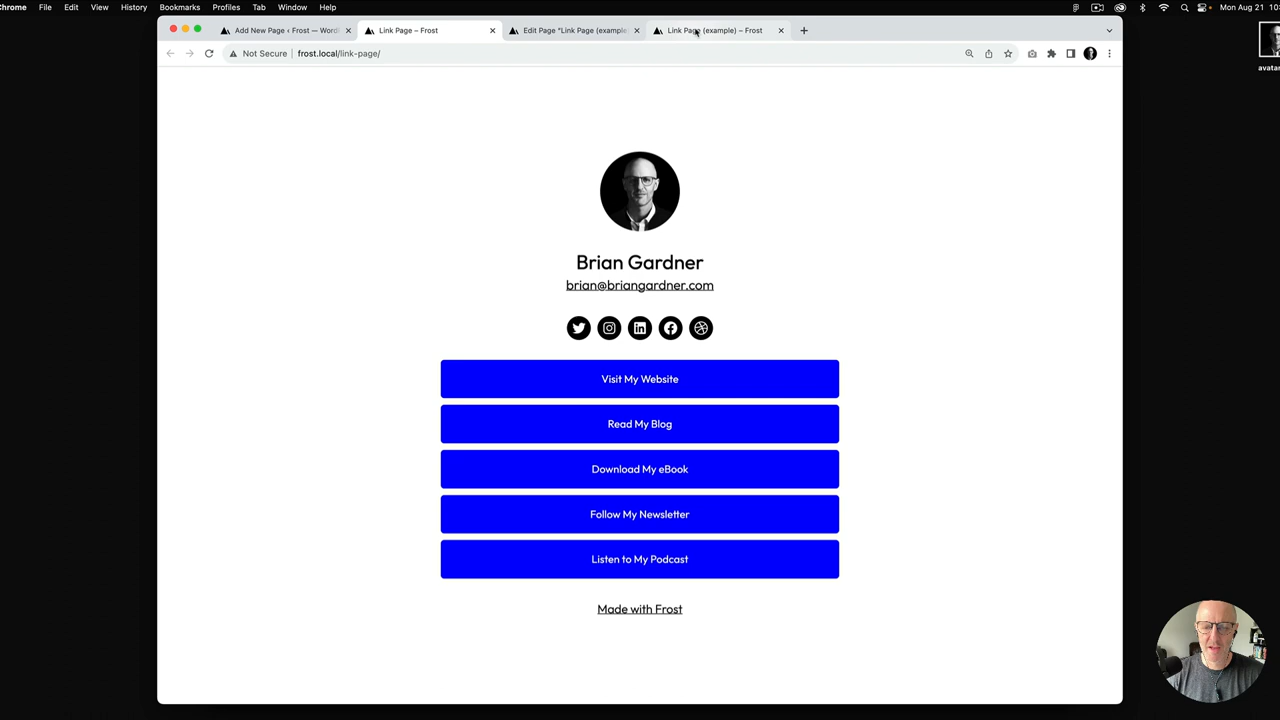 Chrome File Edit View History Bookmarks Profiles Tab Window Help Mon Aug 21
Add New Page ‹ Frost — Word Link Page – Frost Edit Page “Link Page (example Link Page (example) – Frost
Not Secure frost.local/link-page/
avatar
Brian Gardner
brian@briangardner.com
Visit My Website
Read My Blog
Download My eBook
Follow My Newsletter
Listen to My Podcast
Made with Frost